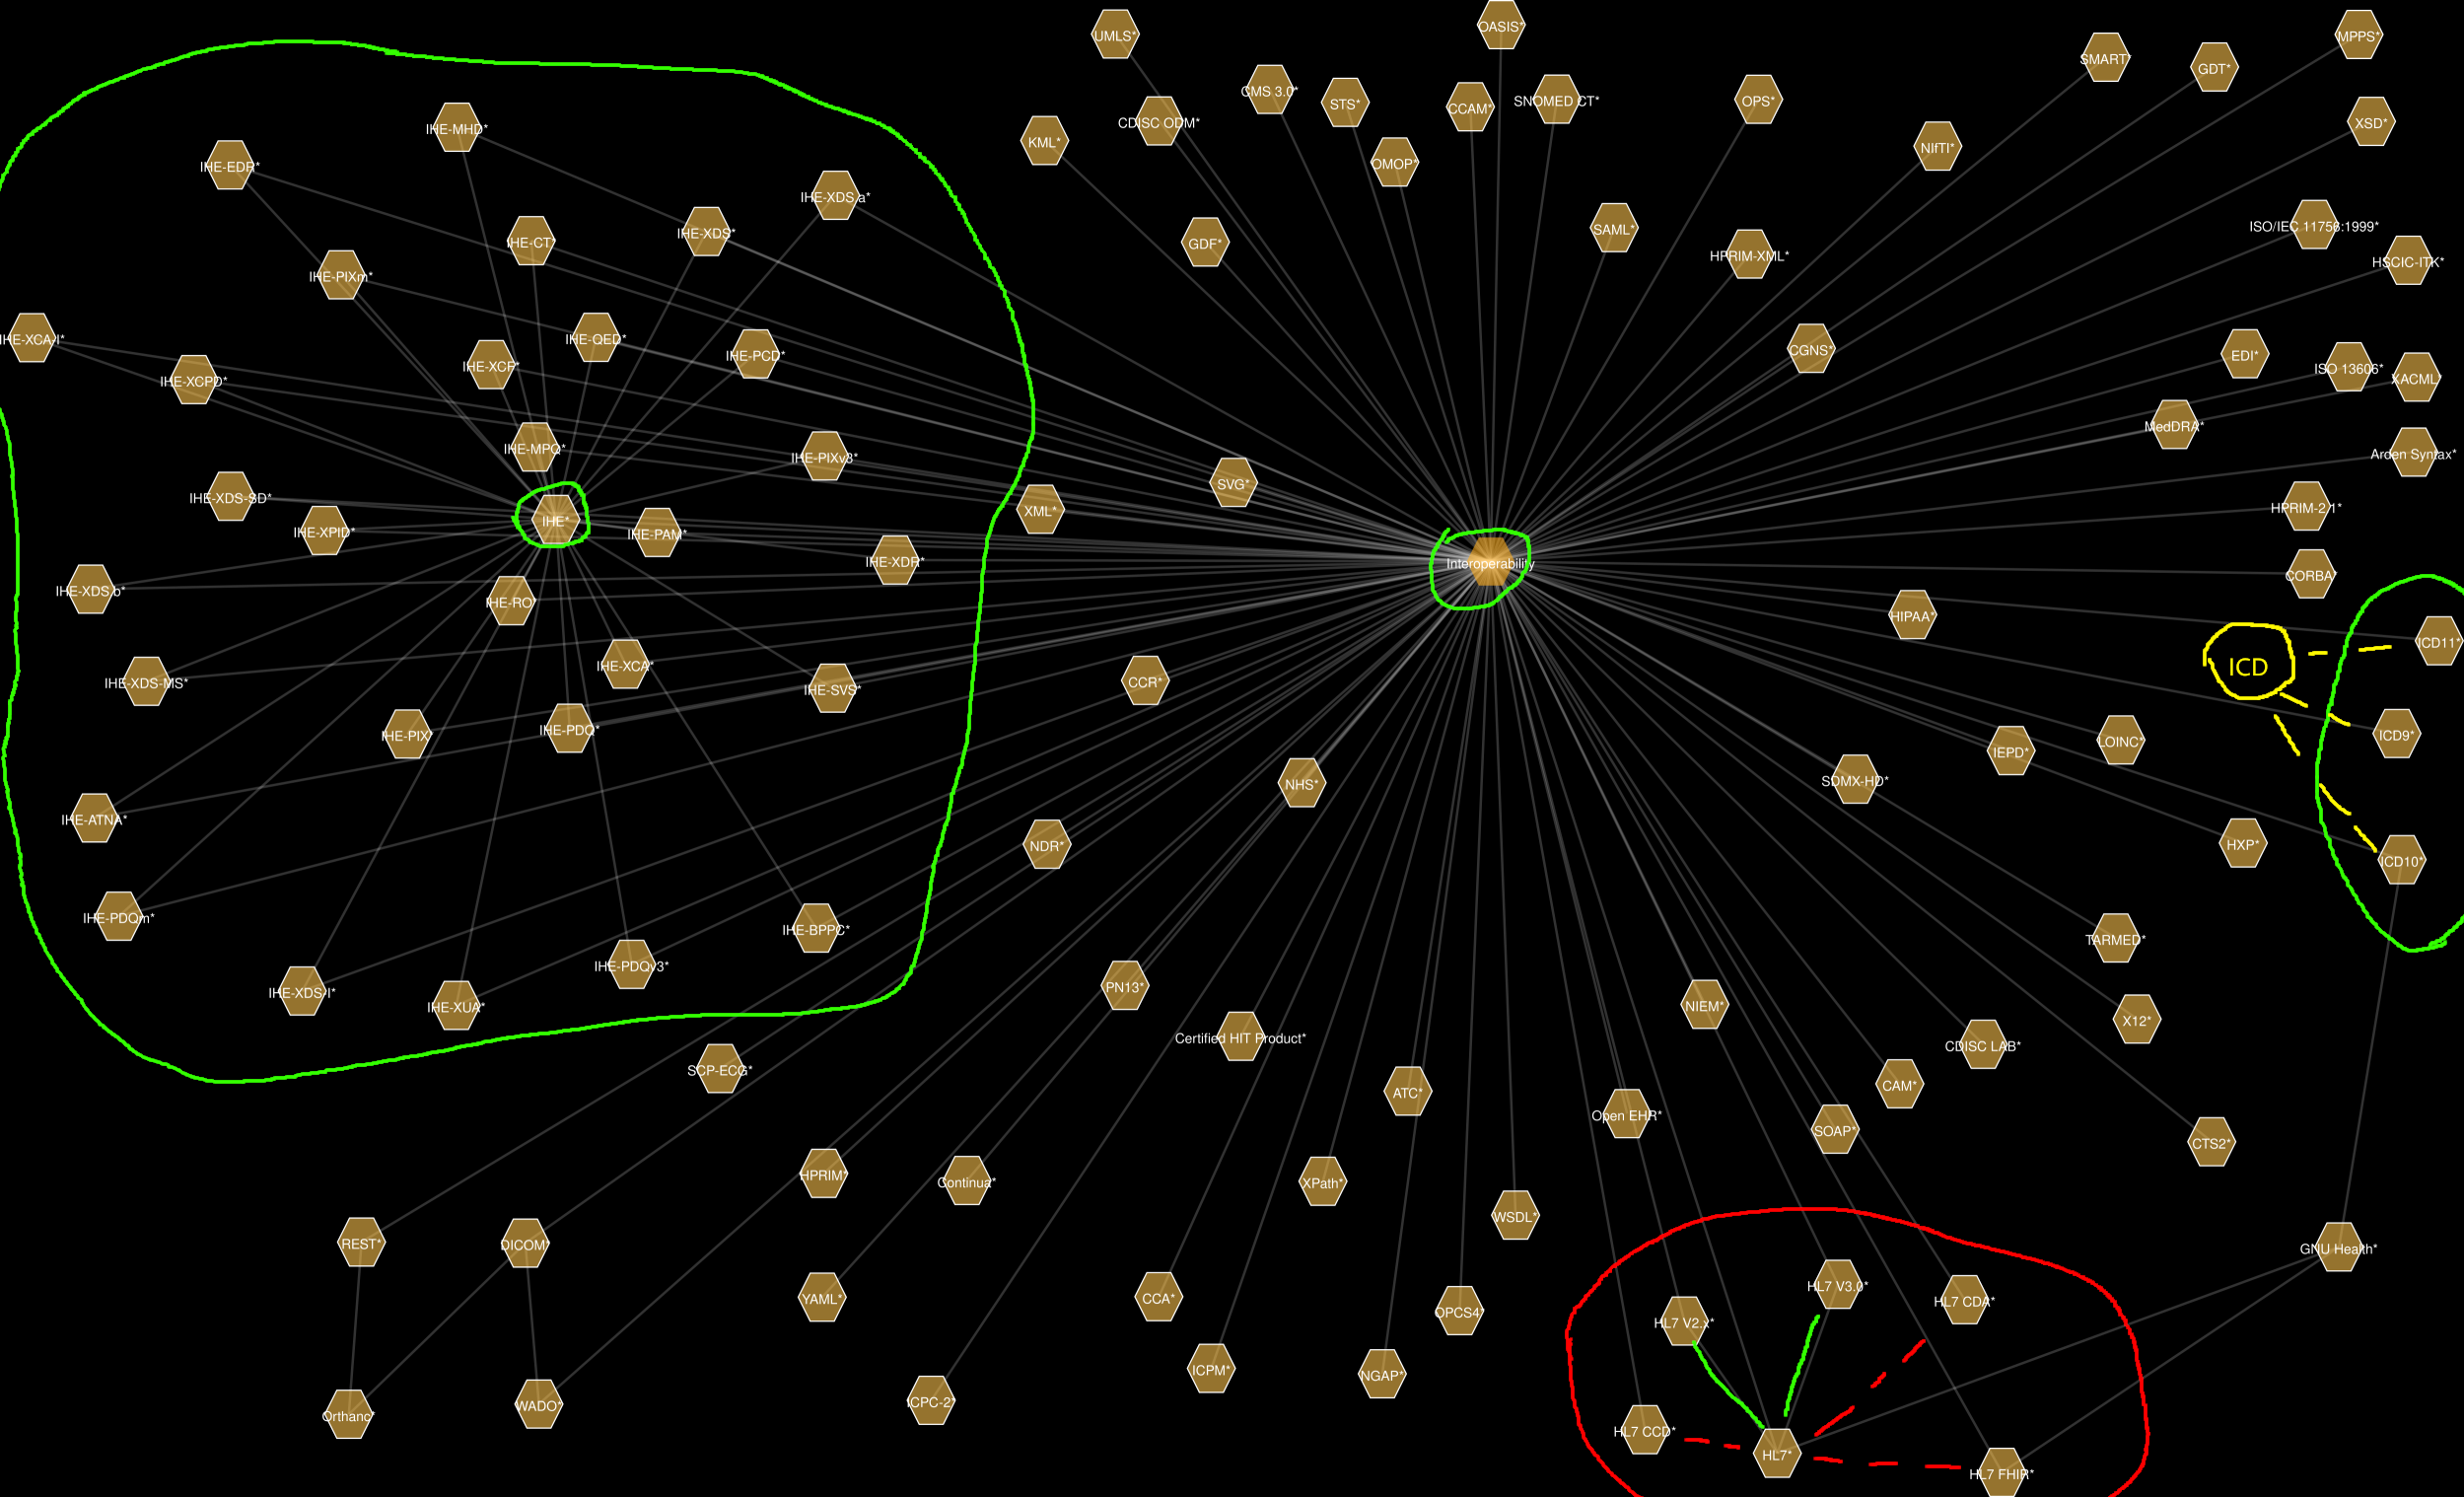 OASIS*
UMLS*
MPPS*
SMART*
GDT*
CMS 3.0*
STS*
CCAM*
SNOMED CT*
OPS*
CDISC ODM*
XSD*
IHE-MHD*
KML*
NIfTI*
OMOP*
IHE-EDR*
IHE-XDS.a*
ISO/IEC 11756:1999*
SAML*
IHE-XDS*
IHE-CT*
GDF*
HPRIM-XML*
HSCIC-ITK*
IHE-PIXm*
IHE-XCA-I*
IHE-QED*
IHE-PCD*
CGNS*
EDI*
IHE-XCF*
ISO 13606*
XACML*
IHE-XCPD*
MedDRA*
IHE-MPQ*
IHE-PIXv3*
Arden Syntax*
SVG*
IHE-XDS-SD*
XML*
HPRIM-2.1*
IHE*
IHE-XPID*
IHE-PAM*
IHE-XDR*
Interoperability
CORBA*
IHE-XDS.b*
IHE-RO*
HIPAA*
ICD11*
IHE-XCA*
ICD
IHE-XDS-MS*
IHE-SVS*
CCR*
IHE-PIX*
IHE-PDQ*
ICD9*
LOINC*
IEPD*
NHS*
SDMX-HD*
IHE-ATNA*
NDR*
HXP*
ICD10*
IHE-PDQm*
IHE-BPPC*
TARMED*
IHE-PDQv3*
PN13*
IHE-XDS-I*
IHE-XUA*
NIEM*
X12*
Certified HIT Product*
CDISC LAB*
SCP-ECG*
CAM*
ATC*
Open EHR*
SOAP*
CTS2*
HPRIM*
Continua*
XPath*
WSDL*
REST*
DICOM*
GNU Health*
HL7 V3.0*
YAML*
CCA*
HL7 CDA*
OPCS4*
HL7 V2.x*
ICPM*
NGAP*
ICPC-2*
WADO*
Orthanc*
HL7 CCD*
HL7*
HL7 FHIR*